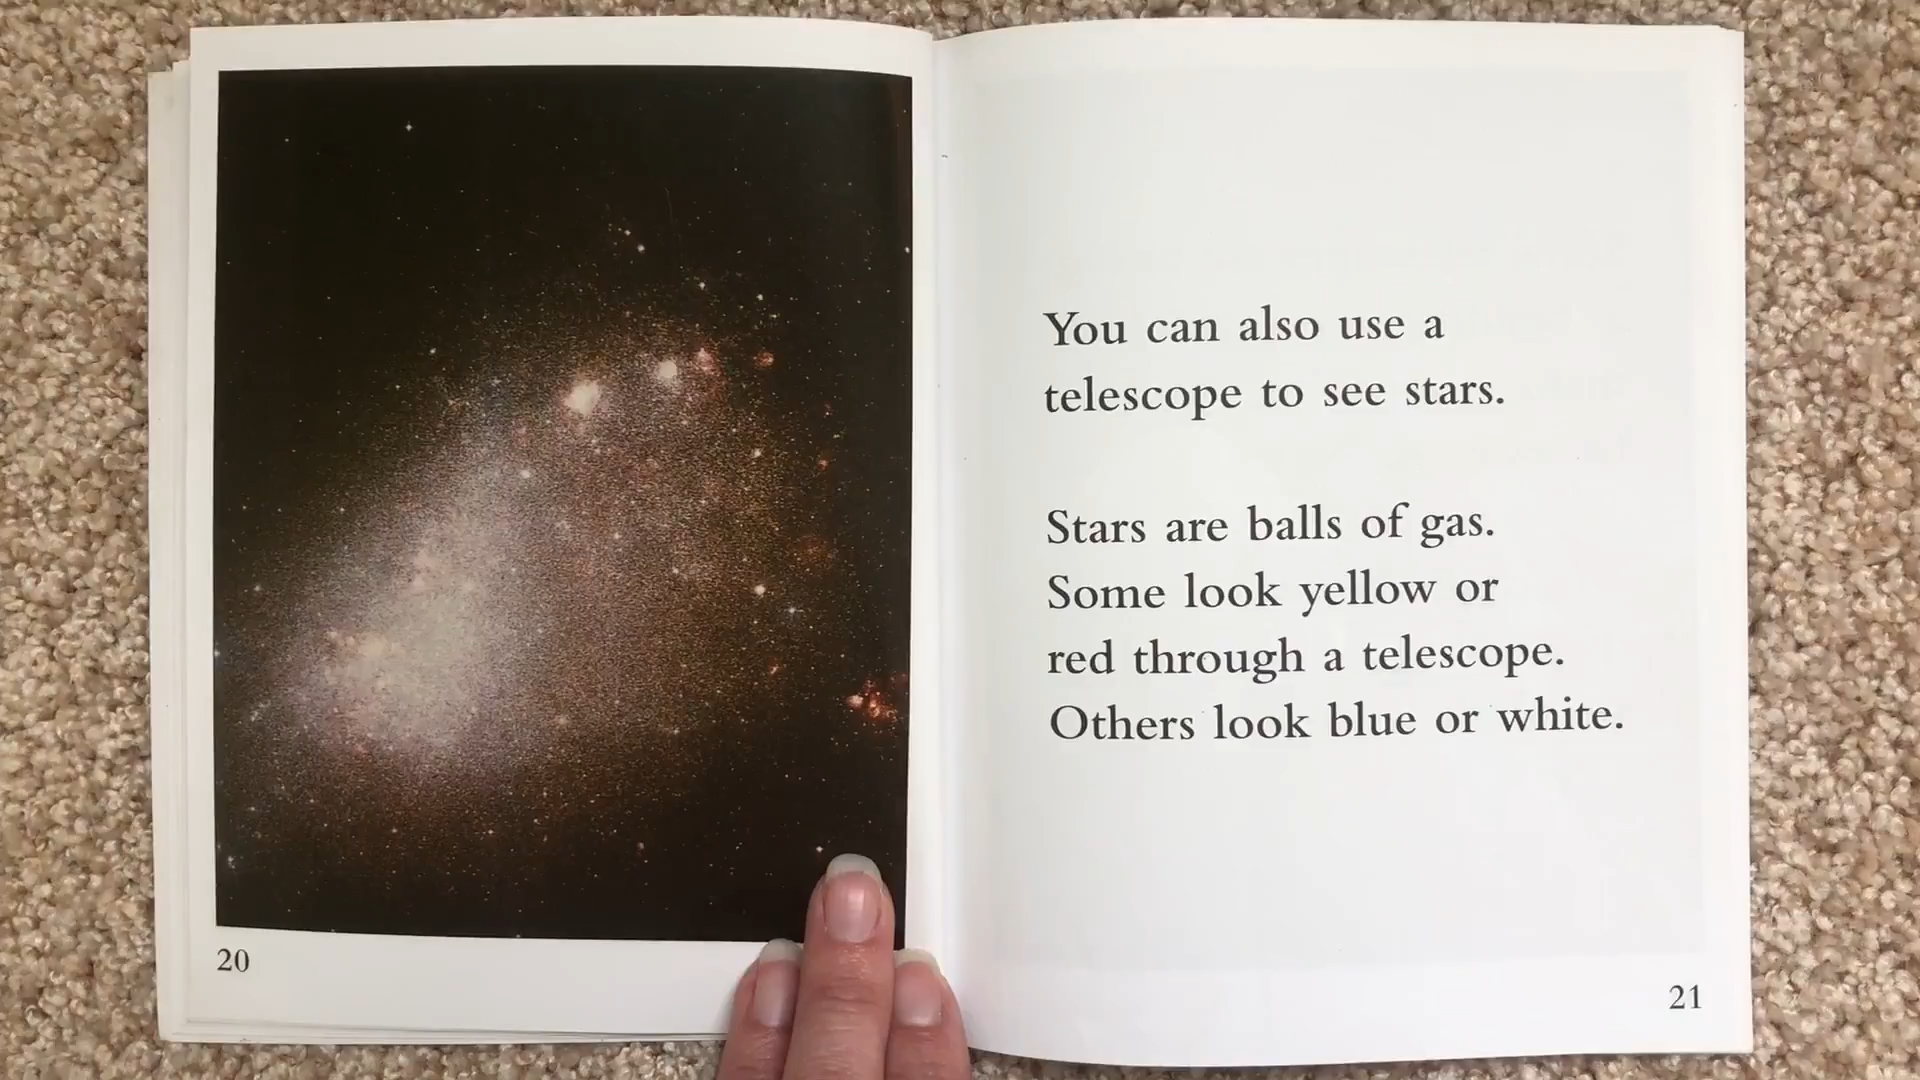 20
You can also use a
telescope to see stars.
Stars are balls of gas.
Some look yellow or
red through a telescope.
Others look blue or white.
21